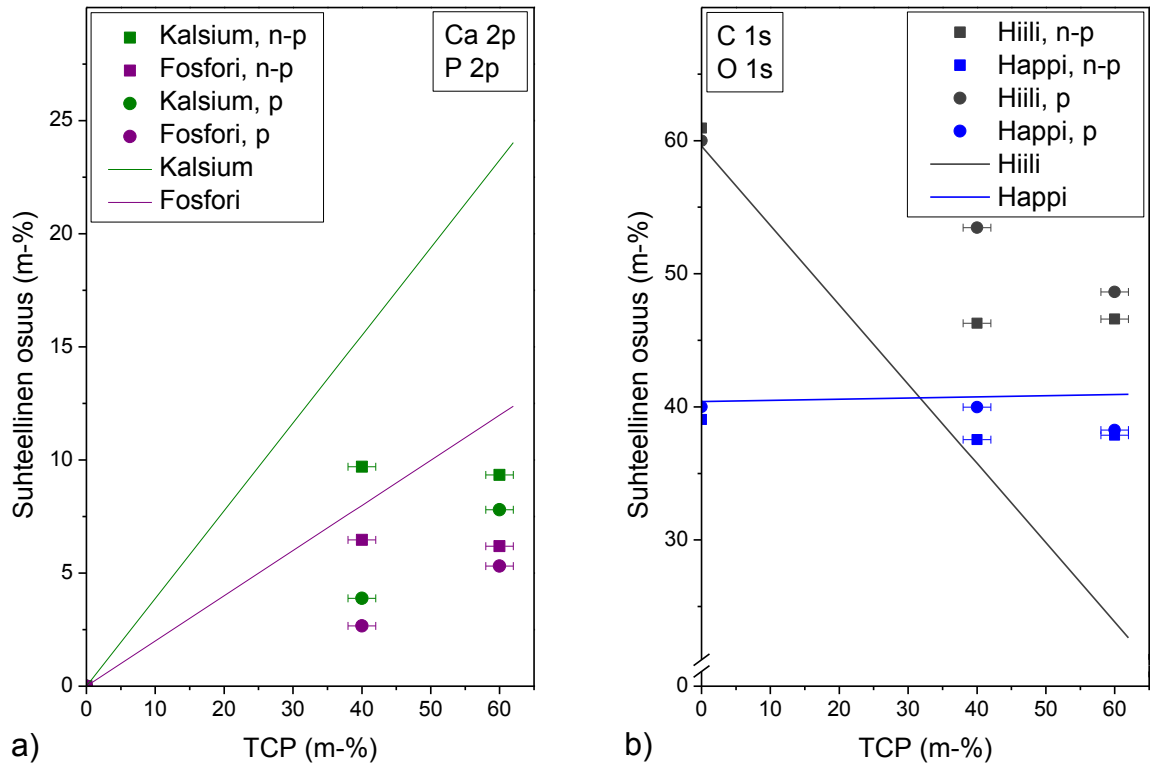 Kalsium, n-p
Fosfori, n-p
Kalsium, p
Fosfori, p
Kalsium
Fosfori
Ca 2p
P 2p
Suhteellinen osuus (m-%)
25
20
15
10
5
0
0 10 20 30 40 50 60
TCP (m-%)
a)
C 1s
O 1s
Hiili, n-p
Happi, n-p
Hiili, p
Happi, p
Hiili
Happi
Suhteellinen osuus (m-%)
60
50
40
30
0
0 10 20 30 40 50 60
TCP (m-%)
b)